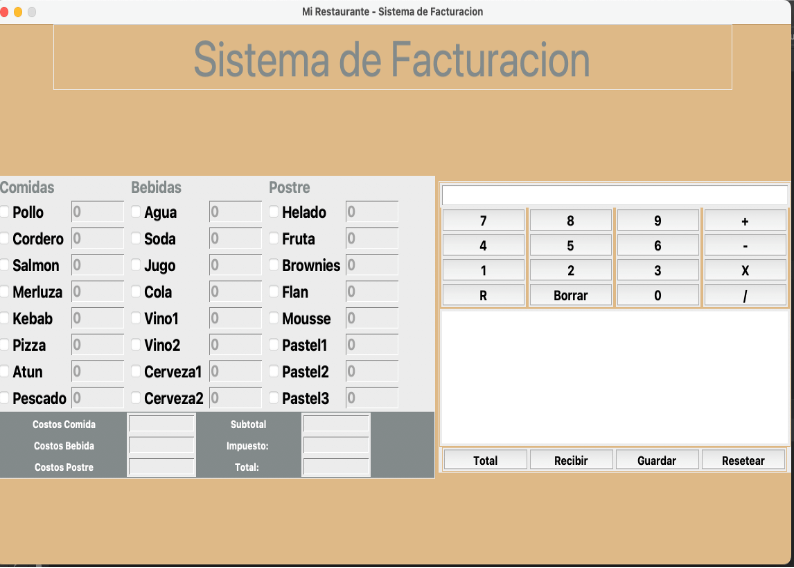 Mi Restaurante - Sistema de Facturacion
Sistema de Facturacion
Comidas Bebidas Postre
Pollo 0 Agua 0 Helado 0
Cordero 0 Soda 0 Fruta 0
Salmon 0 Jugo 0 Brownies 0
Merluza 0 Cola 0 Flan 0
Kebab 0 Vino1 0 Mousse 0
Pizza 0 Vino2 0 Pastel1 0
Atun 0 Cerveza1 0 Pastel2 0
Pescado 0 Cerveza2 0 Pastel3 0
Costos Comida Subtotal
Costos Bebida Impuesto:
Costos Postre Total:
7 8 9 +
4 5 6 -
1 2 3 X
R Borrar 0 /
Total Recibir Guardar Resetear